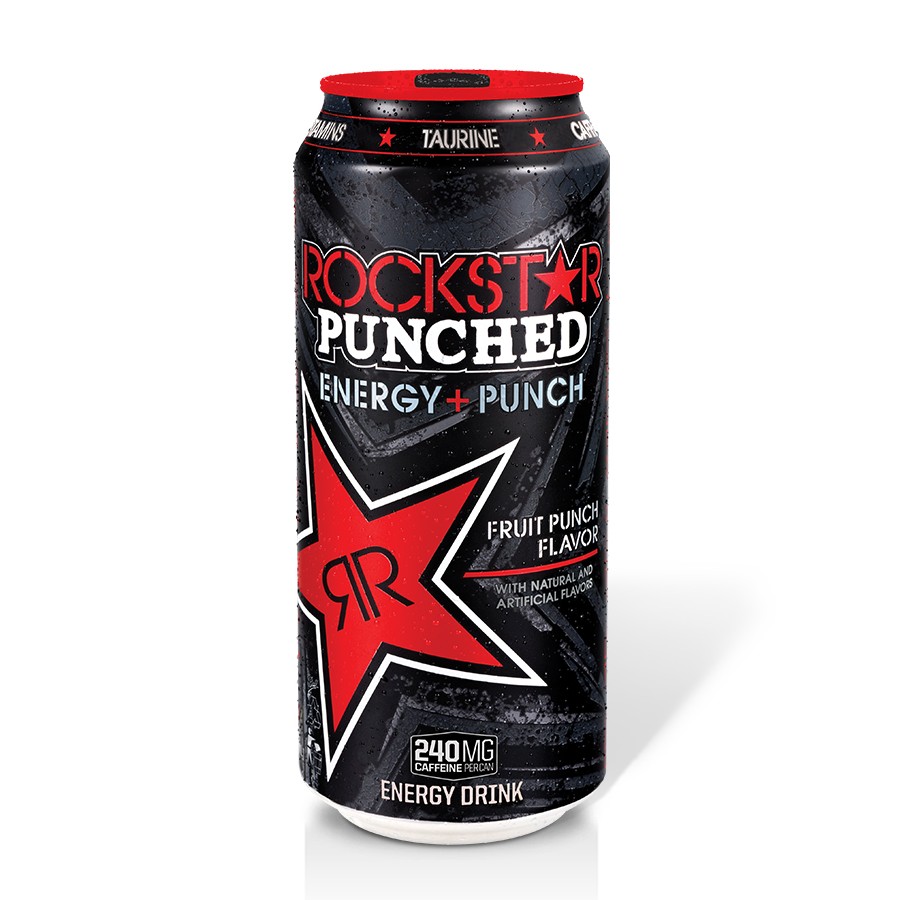 TAURINE
ROCKSTAR
PUNCHED
ENERGY + PUNCH
FRUIT PUNCH
FLAVOR
WITH NATURAL AND
ARTIFICIAL FLAVORS
RR
240MG
CAFFEINE PER CAN
ENERGY DRINK